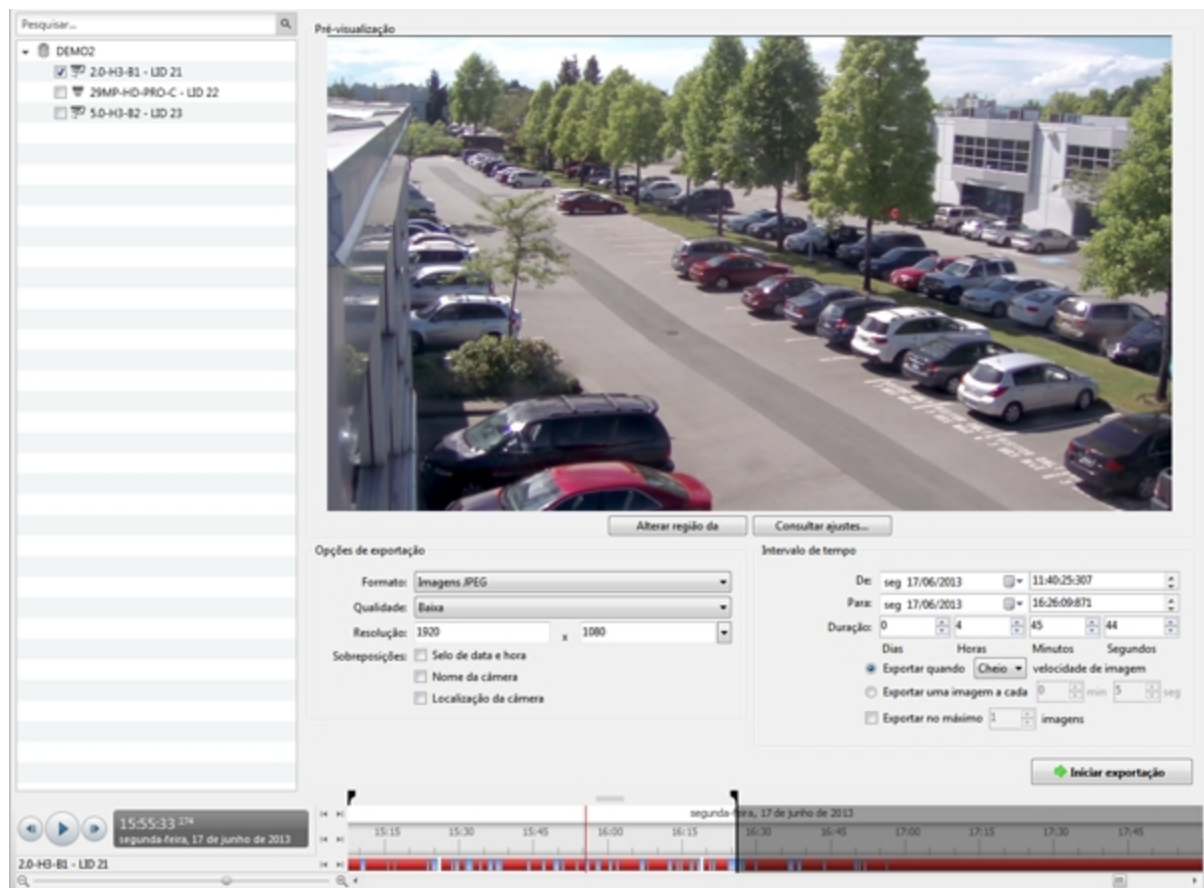 Pesquisar...
DEMO2
2.0-H3-B1 - LID 21
29MP-HD-PRO-C - LID 22
5.0-H3-B2 - LID 23
Pré-visualização
Alterar região da
Consultar ajustes...
Opções de exportação
Formato: Imagens JPEG
Qualidade: Baixa
Resolução: 1920 x 1080
Sobreposições: Selo de data e hora
Nome da câmera
Localização da câmera
Intervalo de tempo
De: seg 17/06/2013 11:40:25:307
Para: seg 17/06/2013 16:26:09:871
Duração: 0 4 45 44
Dias Horas Minutos Segundos
Exportar quando Cheio velocidade de imagem
Exportar uma imagem a cada 0 min 5 seg
Exportar no máximo 1 imagens
Iniciar exportação
15:55:33 174
segunda-feira, 17 de junho de 2013
segunda-feira, 17 de junho de 2013
15:15 15:30 15:45 16:00 16:15 16:30 16:45 17:00 17:15 17:30 17:45
2.0-H3-B1 - LID 21